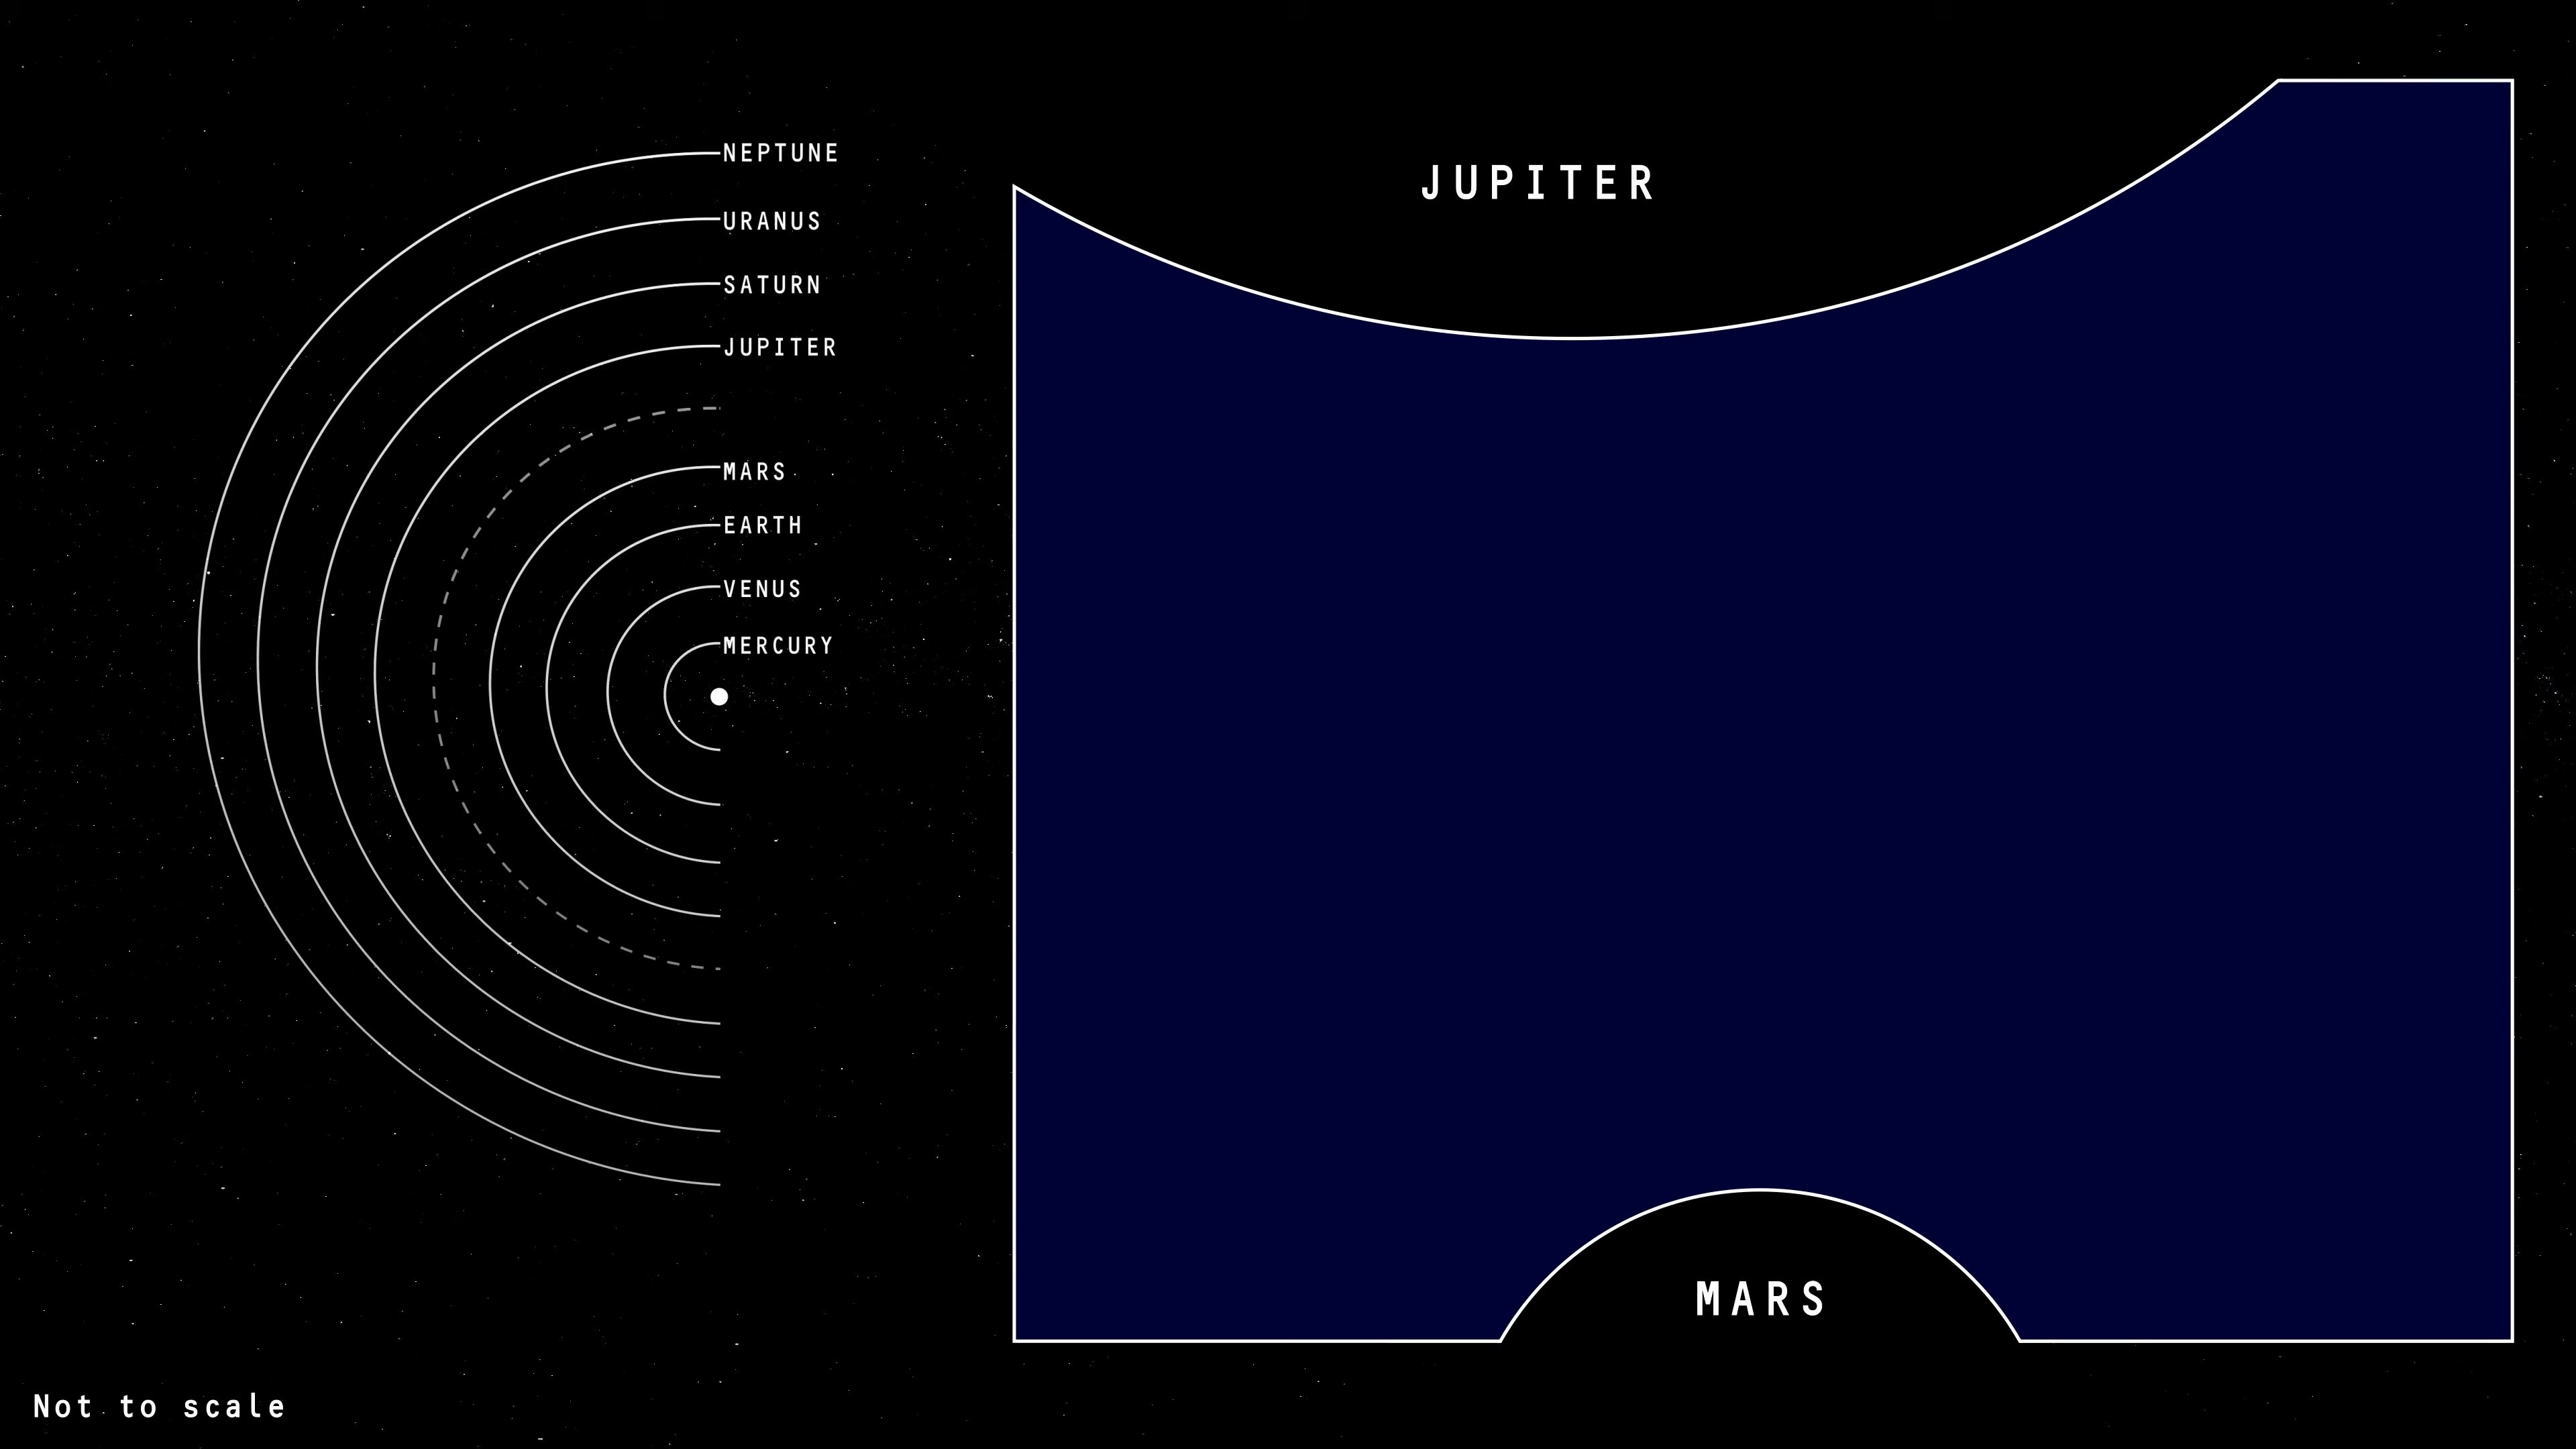 NEPTUNE
URANUS
SATURN
JUPITER
MARS
EARTH
VENUS
MERCURY
JUPITER
MARS
Not to scale